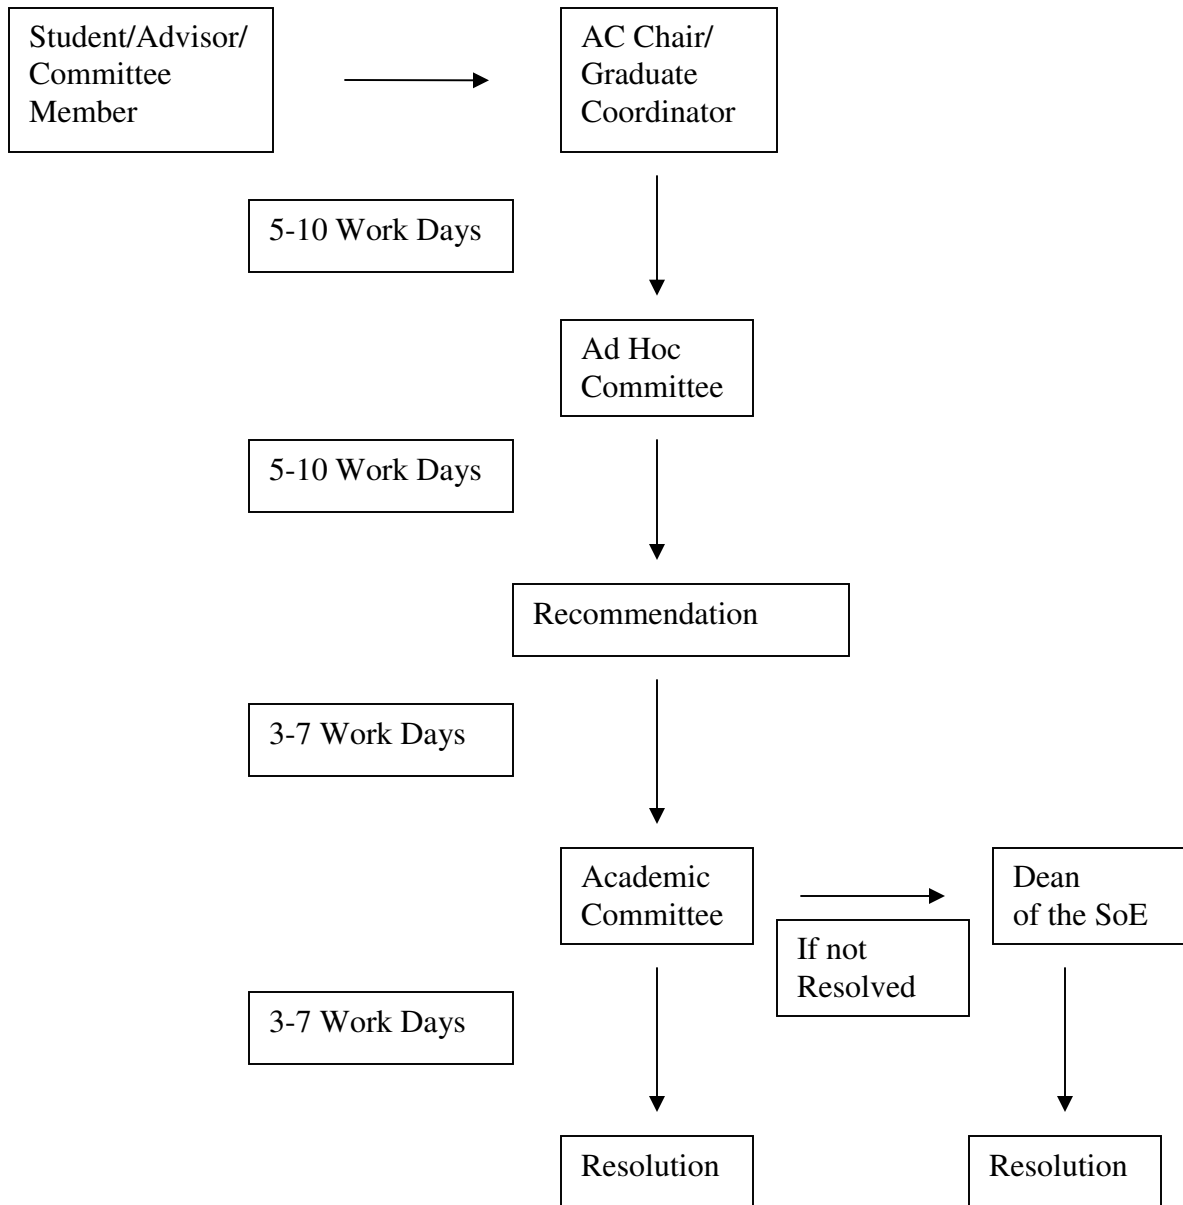 Student/Advisor/
Committee
Member
AC Chair/
Graduate
Coordinator
5-10 Work Days
Ad Hoc
Committee
5-10 Work Days
Recommendation
3-7 Work Days
Academic
Committee
If not
Resolved
Dean
of the SoE
3-7 Work Days
Resolution
Resolution